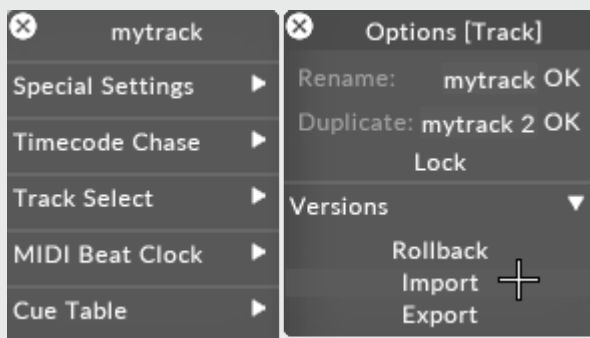 mytrack
Special Settings
Timecode Chase
Track Select
MIDI Beat Clock
Cue Table
Options [Track]
Rename: mytrack OK
Duplicate: mytrack 2 OK
Lock
Versions
Rollback
Import
Export